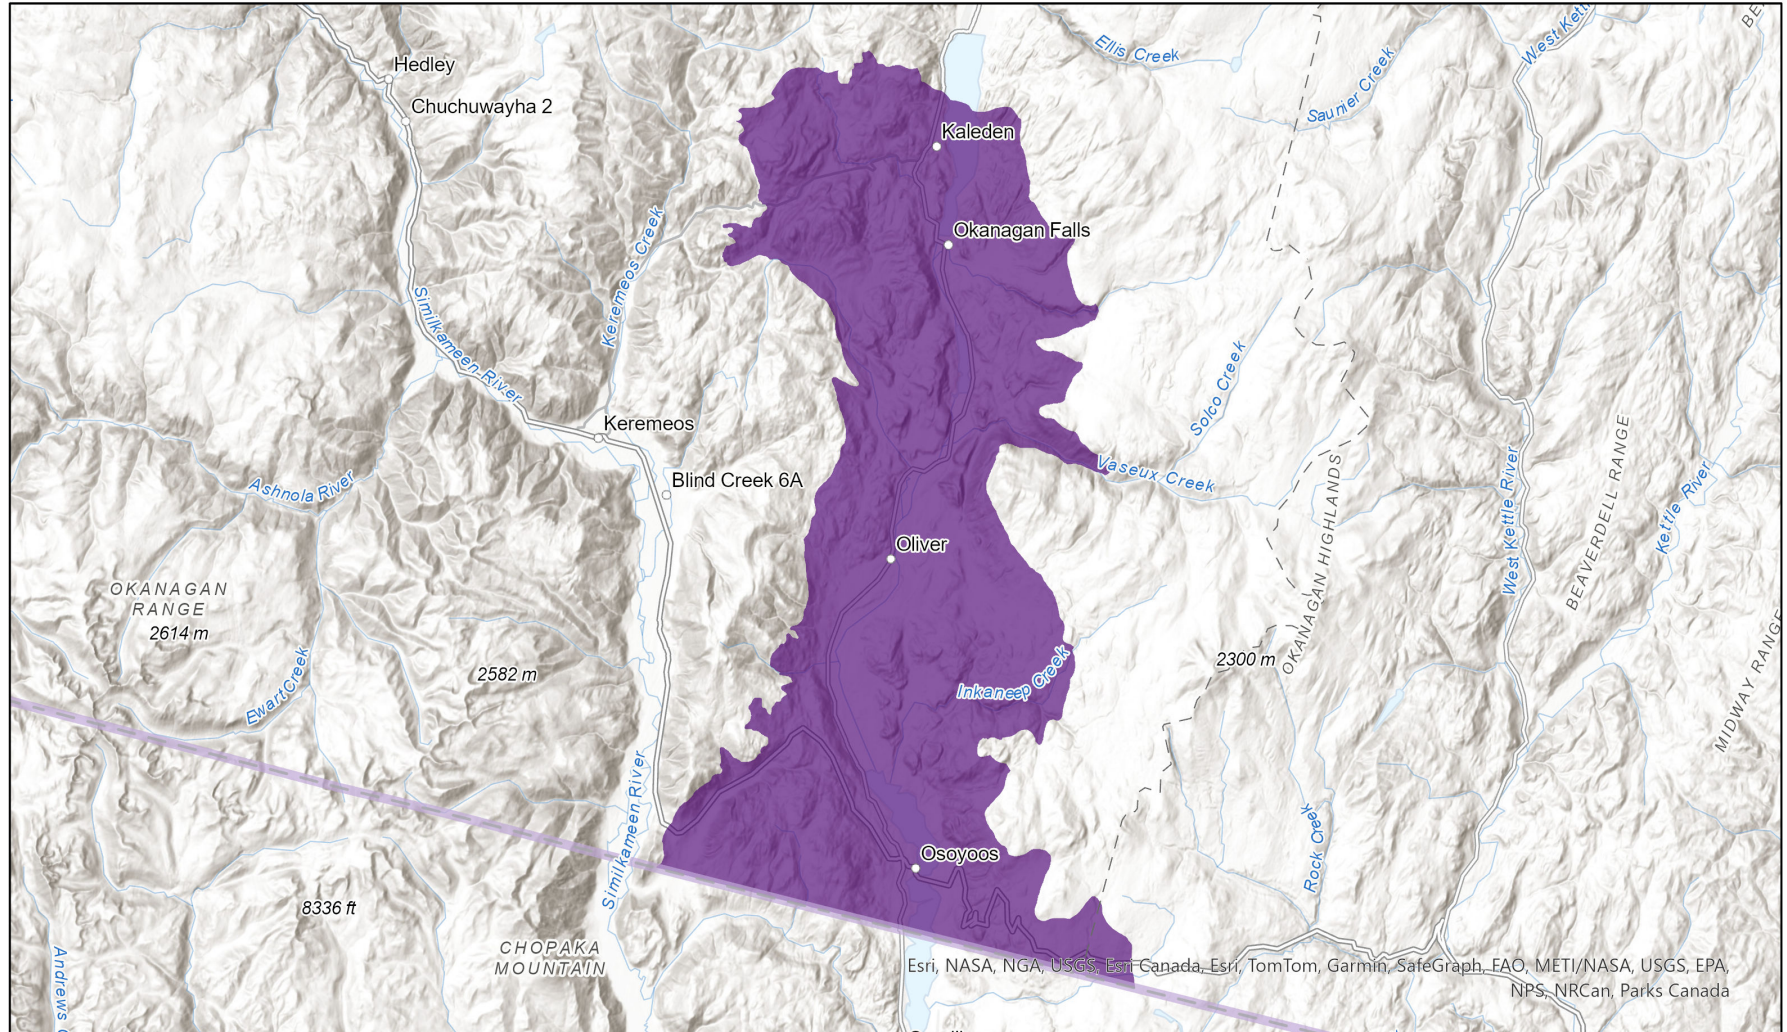 Hedley
Chuchuwayha 2
Ellis Creek
Saunier Creek
Kaleden
Okanagan Falls
Keremeos Creek
Similkameen River
Keremeos
Blind Creek 6A
Ashnola River
Solco Creek
Vaseux Creek
OKANAGAN HIGHLANDS
West Kettle River
BEAVERDELL RANGE
Kettle River
Oliver
OKANAGAN
RANGE
2614 m
2582 m
Ewart Creek
Inkaneep Creek
2300 m
MIDWAY RANGE
Similkameen River
Osoyoos
Rock Creek
8336 ft
CHOPAKA
MOUNTAIN
Andrews
Esri, NASA, NGA, USGS, Esri Canada, Esri, TomTom, Garmin, SafeGraph, FAO, METI/NASA, USGS, EPA,
NPS, NRCan, Parks Canada